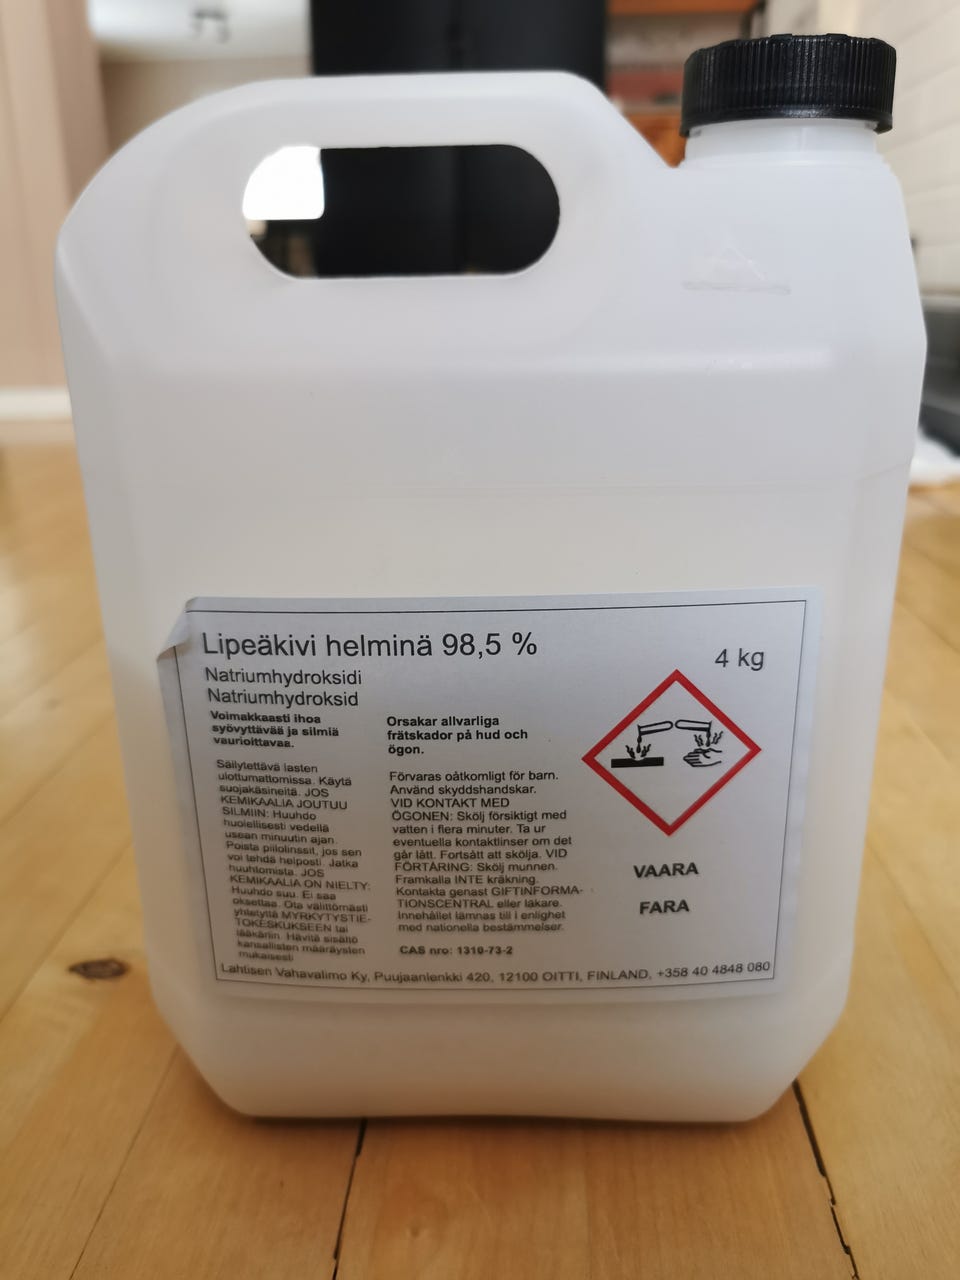 Lipeäkivi helminä 98,5 %
4 kg
Natriumhydroksidi
Natriumhydroksid
Voimakkaasti ihoa
syövyttävää ja silmiä
vaurioittavaa.
Säilytettävä lasten
ulottumattomissa. Käytä
suojakäsineitä. JOS
KEMIKAALIA JOUTUU
SILMIIN: Huuhdo
huolellisesti vedellä
usean minuutin ajan.
Poista piilolinssit, jos sen
voi tehdä helposti. Jatka
huuhtomista. JOS
KEMIKAALIA ON NIELTY:
Huuhdo suu. Ei saa
oksettaa. Ota välittömästi
yhteyttä MYRKYTYSTIE-
TOKESKUKSEEN tai
lääkäriin. Hävitä sisältö
kansallisten määräysten
mukaisesti
Orsakar allvarliga
frätskador på hud och
ögon.
Förvaras oåtkomligt för barn.
Använd skyddshandskar.
VID KONTAKT MED
ÖGONEN: Skölj försiktigt med
vatten i flera minuter. Ta ur
eventuella kontaktlinser om det
går lätt. Fortsätt att skölja. VID
FÖRTÄRING: Skölj munnen.
Framkalla INTE kräkning.
Kontakta genast GIFTINFORMA-
TIONSCENTRAL eller läkare.
Innehållet lämnas till i enlighet
med nationella bestämmelser.
CAS nro: 1310-73-2
VAARA
FARA
Lahtisen Vahavalimo Ky, Puujaanlenkki 420, 12100 OITTI, FINLAND, +358 40 4848 080